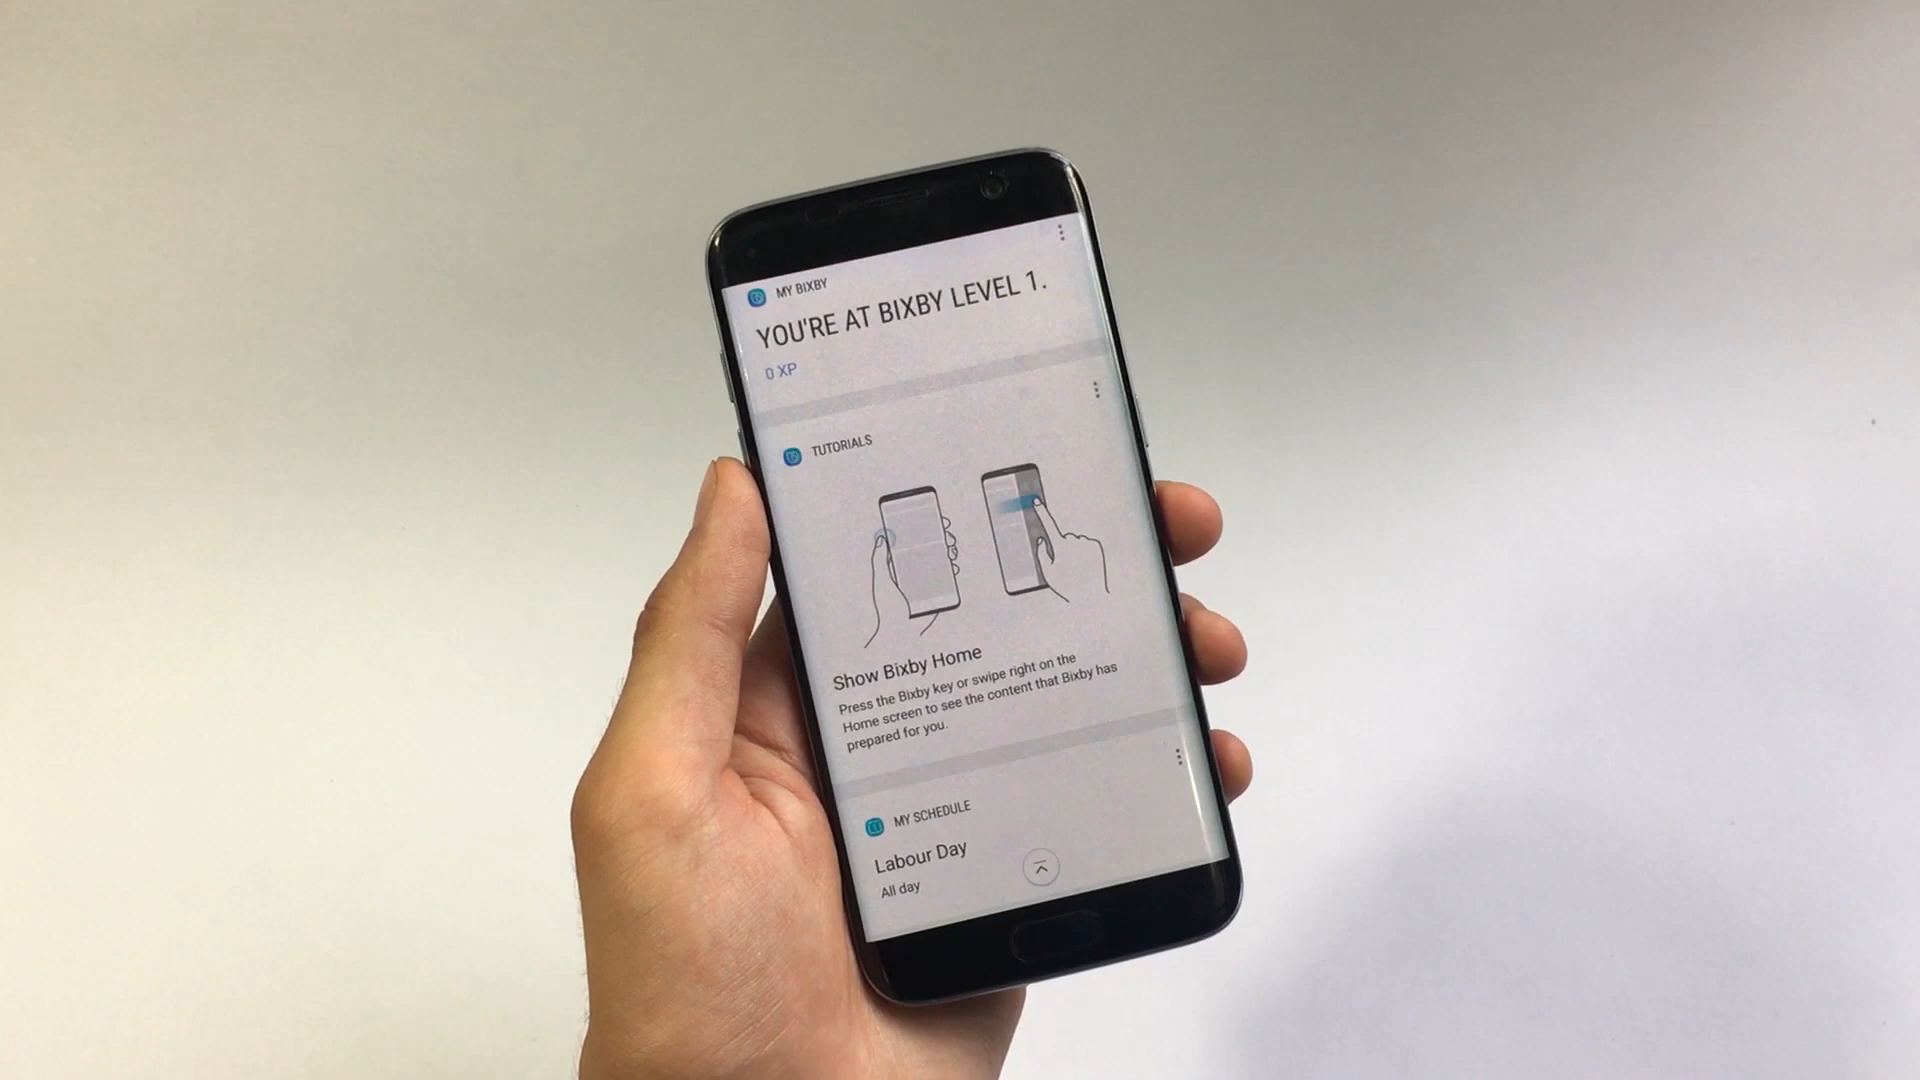 MY BIXBY
YOU'RE AT BIXBY LEVEL 1.
0 XP
TUTORIALS
Show Bixby Home
Press the Bixby key or swipe right on the
Home screen to see the content that Bixby has
prepared for you.
MY SCHEDULE
Labour Day
All day